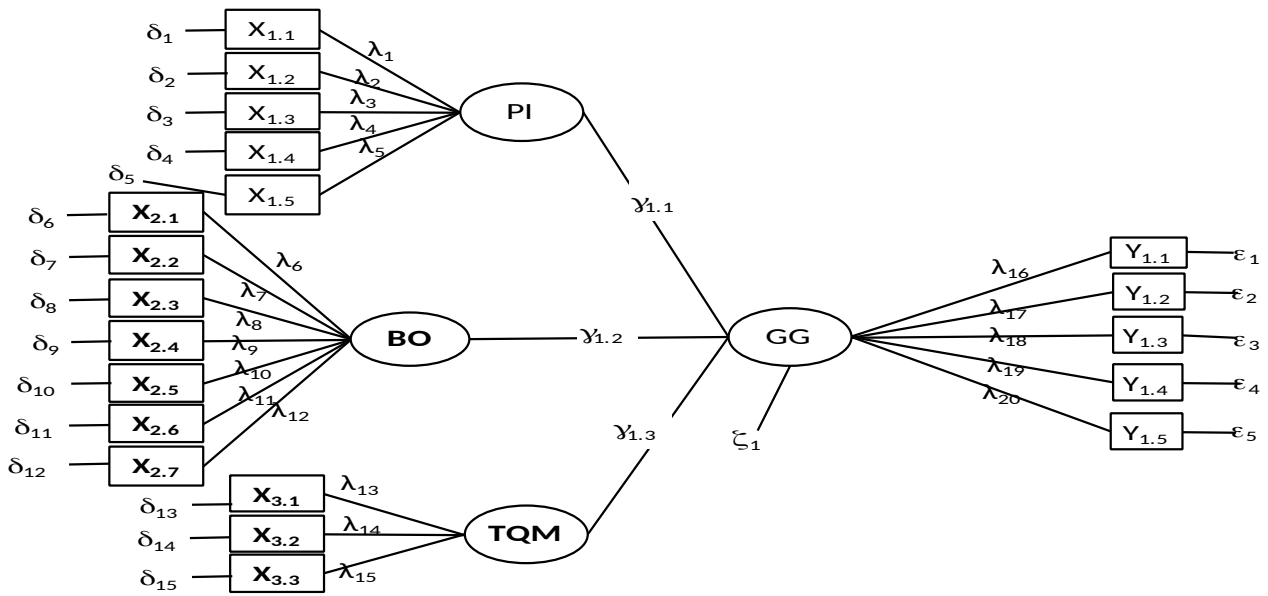 δ1 X1.1 λ1
δ2 X1.2 λ2
δ3 X1.3 λ3
δ4 X1.4 λ4
δ5 X1.5 λ5
PI
γ1.1
δ6 X2.1 λ6
δ7 X2.2 λ7
δ8 X2.3 λ8
δ9 X2.4 λ9
δ10 X2.5 λ10
δ11 X2.6 λ11
δ12 X2.7 λ12
BO
γ1.2
δ13 X3.1 λ13
δ14 X3.2 λ14
δ15 X3.3 λ15
TQM
γ1.3
GG
ζ1
λ16 Y1.1 ε1
λ17 Y1.2 ε2
λ18 Y1.3 ε3
λ19 Y1.4 ε4
λ20 Y1.5 ε5